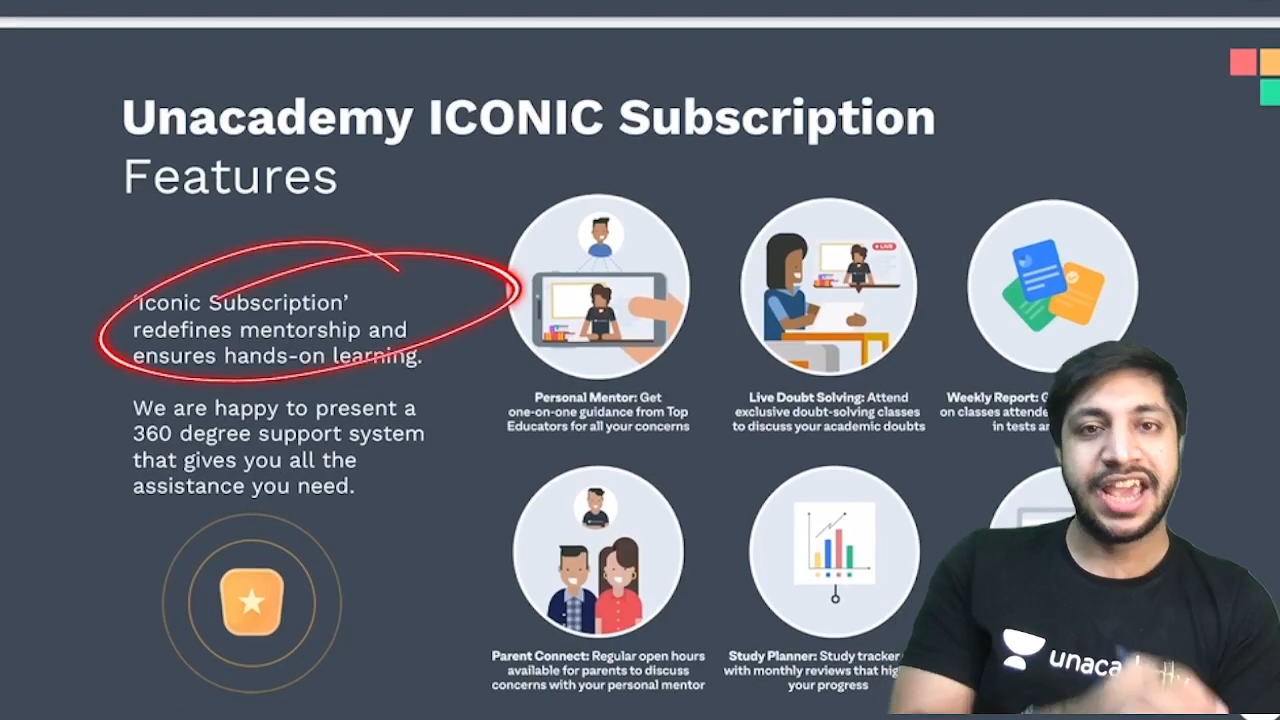 Unacademy ICONIC Subscription
Features
'Iconic Subscription'
redefines mentorship and
ensures hands-on learning.
We are happy to present a
360 degree support system
that gives you all the
assistance you need.
Personal Mentor: Get
one-on-one guidance from Top
Educators for all your concerns
LIVE
Live Doubt Solving: Attend
exclusive doubt-solving classes
to discuss your academic doubts
Weekly Report:
on classes
in tests
Parent Connect: Regular open hours
available for parents to discuss
concerns with your personal mentor
Study Planner: Study tracker
with monthly reviews that
your progress